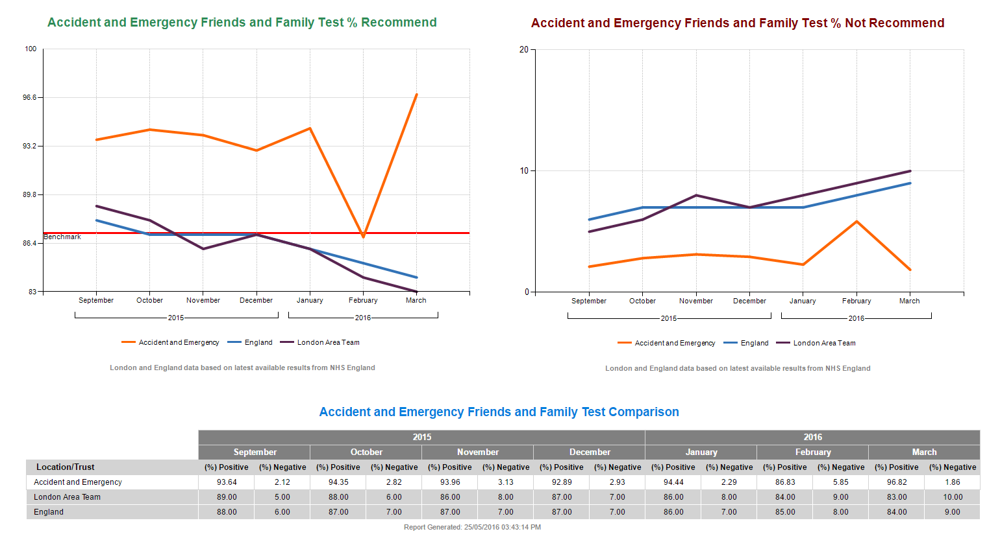 Accident and Emergency Friends and Family Test % Recommend
100
96.6
93.2
89.8
Benchmark
86.4
83
September October November December January February March
2015 2016
Accident and Emergency England London Area Team
London and England data based on latest available results from NHS England
Accident and Emergency Friends and Family Test % Not Recommend
20
10
0
September October November December January February March
2015 2016
Accident and Emergency England London Area Team
London and England data based on latest available results from NHS England
Accident and Emergency Friends and Family Test Comparison
2015 2016
September October November December January February March
Location/Trust (%) Positive (%) Negative (%) Positive (%) Negative (%) Positive (%) Negative (%) Positive (%) Negative (%) Positive (%) Negative (%) Positive (%) Negative (%) Positive (%) Negative
Accident and Emergency 93.64 2.12 94.35 2.82 93.96 3.13 92.89 2.93 94.44 2.29 86.83 5.85 96.82 1.86
London Area Team 89.00 5.00 88.00 6.00 86.00 8.00 87.00 7.00 86.00 8.00 84.00 9.00 83.00 10.00
England 88.00 6.00 87.00 7.00 87.00 7.00 87.00 7.00 86.00 7.00 85.00 8.00 84.00 9.00
Report Generated: 25/05/2016 03:43:14 PM